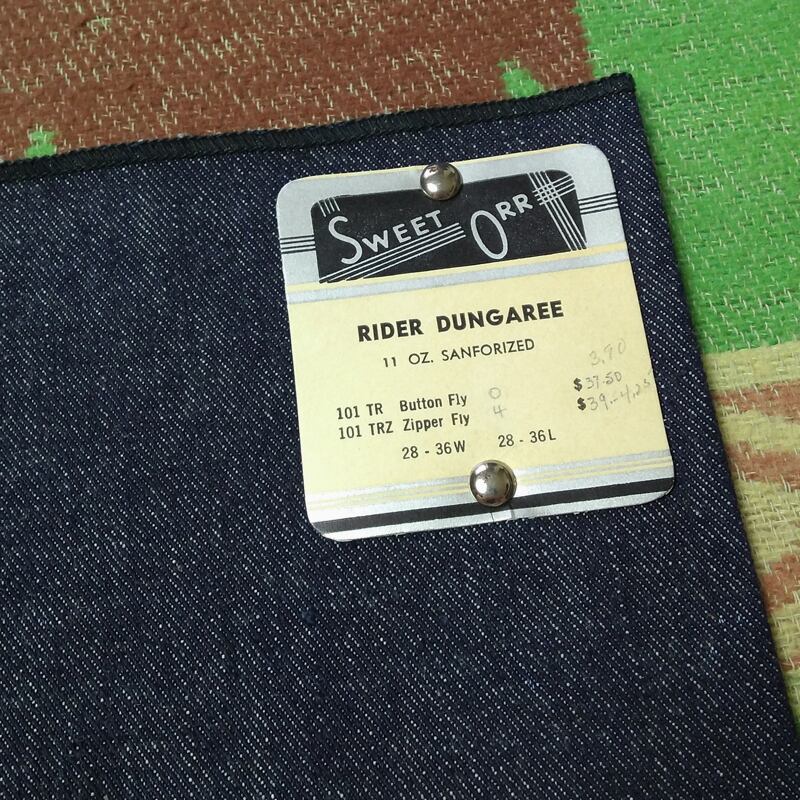 SWEET ORR
RIDER DUNGAREE
11 OZ. SANFORIZED
3.90
101 TR Button Fly 0 $37.50
101 TRZ Zipper Fly 4 $39.-4.25
28 - 36W 28 - 36L